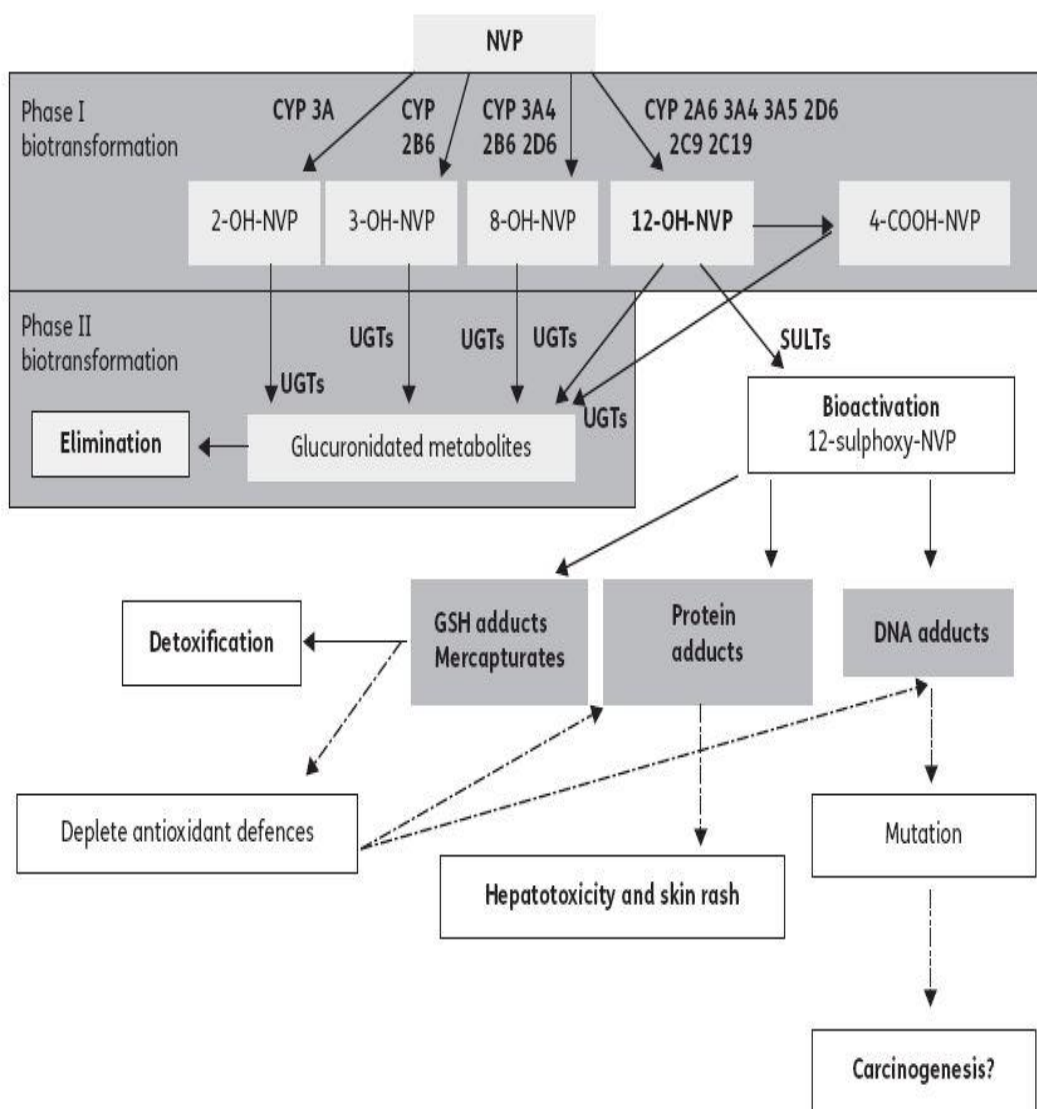 NVP
Phase I
biotransformation
CYP 3A
CYP
2B6
CYP 3A4
2B6 2D6
CYP 2A6 3A4 3A5 2D6
2C9 2C19
2-OH-NVP
3-OH-NVP
8-OH-NVP
12-OH-NVP
4-COOH-NVP
Phase II
biotransformation
UGTs
UGTs
UGTs
UGTs
UGTs
SULTs
Elimination
Glucuronidated metabolites
Bioactivation
12-sulphoxy-NVP
Detoxification
GSH adducts
Mercapturates
Protein
adducts
DNA adducts
Deplete antioxidant defences
Mutation
Hepatotoxicity and skin rash
Carcinogenesis?